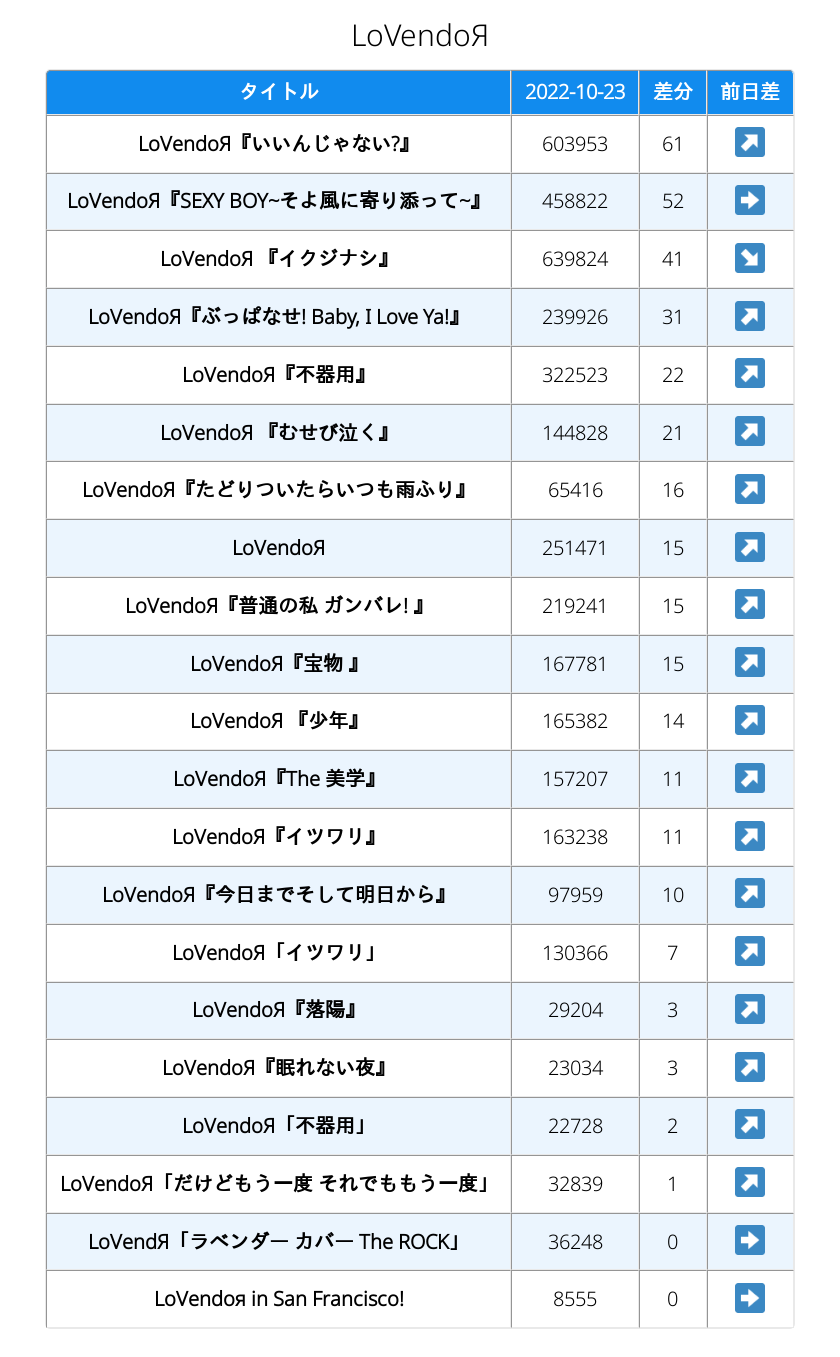 LoVendoЯ
タイトル 2022-10-23 差分 前日差
LoVendoЯ『いいんじゃない?』 603953 61 ↗
LoVendoЯ『SEXY BOY~そよ風に寄り添って~』 458822 52 ➡
LoVendoЯ 『イクジナシ』 639824 41 ↘
LoVendoЯ『ぶっぱなせ! Baby, I Love Ya!』 239926 31 ↗
LoVendoЯ『不器用』 322523 22 ↗
LoVendoЯ 『むせび泣く』 144828 21 ↗
LoVendoЯ『たどりついたらいつも雨ふり』 65416 16 ↗
LoVendoЯ 251471 15 ↗
LoVendoЯ『普通の私 ガンバレ! 』 219241 15 ↗
LoVendoЯ『宝物 』 167781 15 ↗
LoVendoЯ 『少年』 165382 14 ↗
LoVendoЯ『The 美学』 157207 11 ↗
LoVendoЯ『イツワリ』 163238 11 ↗
LoVendoЯ『今日までそして明日から』 97959 10 ↗
LoVendoЯ「イツワリ」 130366 7 ↗
LoVendoЯ『落陽』 29204 3 ↗
LoVendoЯ『眠れない夜』 23034 3 ↗
LoVendoЯ「不器用」 22728 2 ↗
LoVendoЯ「だけどもう一度 それでももう一度」 32839 1 ↗
LoVendЯ「ラベンダー カバー The ROCK」 36248 0 ➡
LoVendoя in San Francisco! 8555 0 ➡